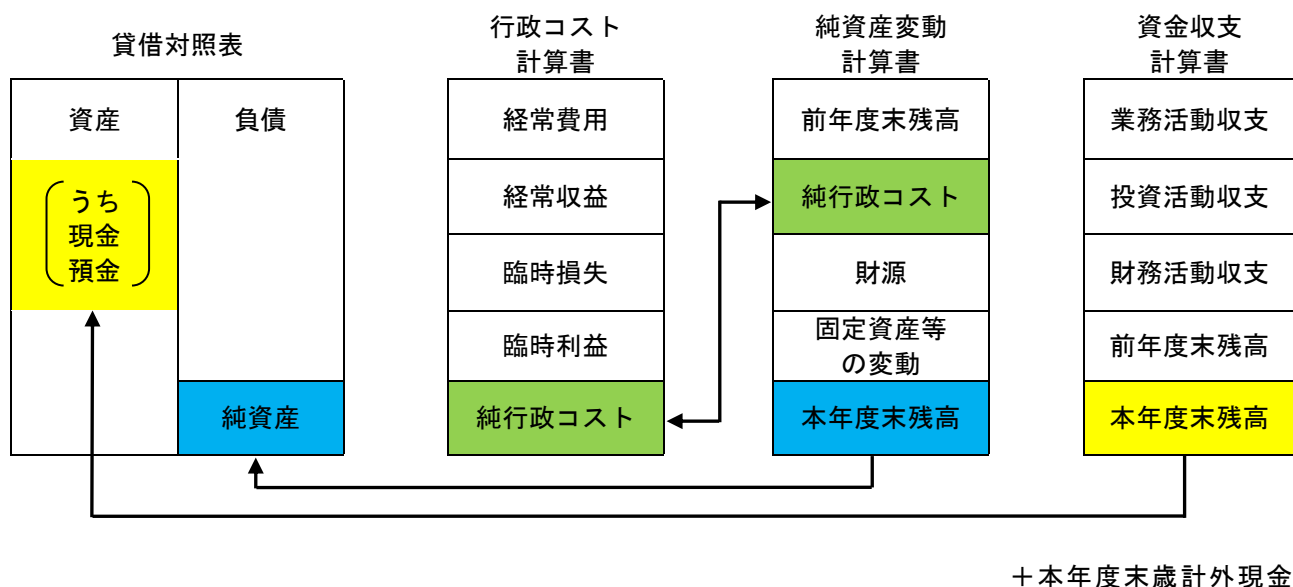 貸借対照表
資産
負債
うち
現金
預金
純資産
行政コスト
計算書
経常費用
経常収益
臨時損失
臨時利益
純行政コスト
純資産変動
計算書
前年度末残高
純行政コスト
財源
固定資産等
の変動
本年度末残高
資金収支
計算書
業務活動収支
投資活動収支
財務活動収支
前年度末残高
本年度末残高
＋本年度末歳計外現金